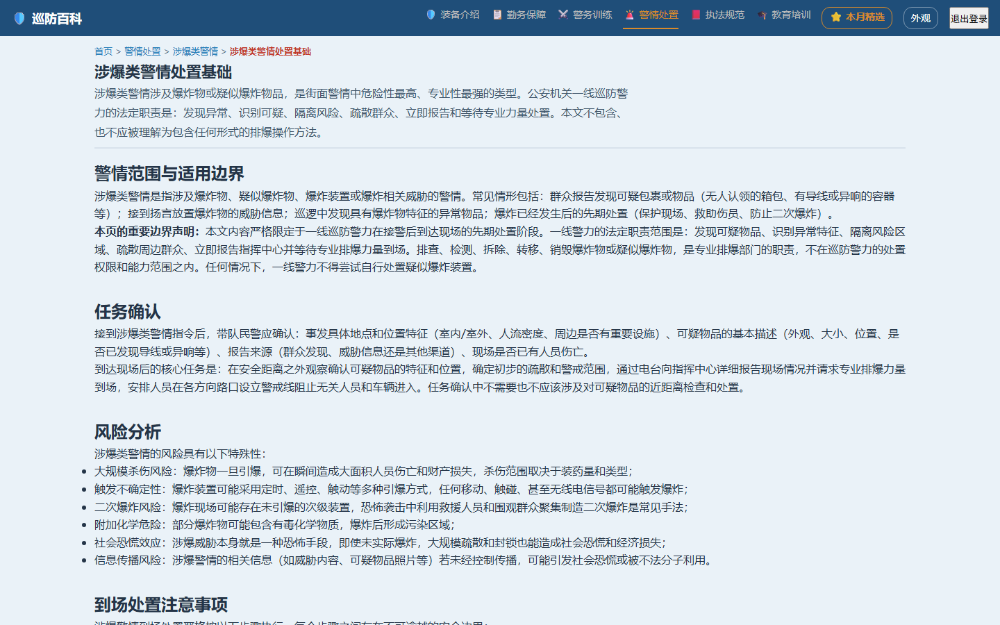 巡防百科
装备介绍
勤务保障
警务训练
警情处置
执法规范
教育培训
本月精选
外观
退出登录
首页 > 警情处置 > 涉爆类警情 > 涉爆类警情处置基础
涉爆类警情处置基础
涉爆类警情涉及爆炸物或疑似爆炸物品，是街面警情中危险性最高、专业性最强的类型。公安机关一线巡防警
力的法定职责是：发现异常、识别可疑、隔离风险、疏散群众、立即报告和等待专业力量处置。本文不包含、
也不应被理解为包含任何形式的排爆操作方法。
警情范围与适用边界
涉爆类警情是指涉及爆炸物、疑似爆炸物、爆炸装置或爆炸相关威胁的警情。常见情形包括：群众报告发现可疑包裹或物品（无人认领的箱包、有导线或异响的容器
等）；接到扬言放置爆炸物的威胁信息；巡逻中发现具有爆炸物特征的异常物品；爆炸已经发生后的先期处置（保护现场、救助伤员、防止二次爆炸）。
本页的重要边界声明：本文内容严格限定于一线巡防警力在接警后到达现场的先期处置阶段。一线警力的法定职责范围是：发现可疑物品、识别异常特征、隔离风险区
域、疏散周边群众、立即报告指挥中心并等待专业排爆力量到场。排查、检测、拆除、转移、销毁爆炸物或疑似爆炸物，是专业排爆部门的职责，不在巡防警力的处置
权限和能力范围之内。任何情况下，一线警力不得尝试自行处置疑似爆炸装置。
任务确认
接到涉爆类警情指令后，带队民警应确认：事发具体地点和位置特征（室内/室外、人流密度、周边是否有重要设施）、可疑物品的基本描述（外观、大小、位置、是
否已发现导线或异响等）、报告来源（群众发现、威胁信息还是其他渠道）、现场是否已有人员伤亡。
到达现场后的核心任务是：在安全距离之外观察确认可疑物品的特征和位置，确定初步的疏散和警戒范围，通过电台向指挥中心详细报告现场情况并请求专业排爆力量
到场，安排人员在各方向路口设立警戒线阻止无关人员和车辆进入。任务确认中不需要也不应该涉及对可疑物品的近距离检查和处置。
风险分析
涉爆类警情的风险具有以下特殊性：
大规模杀伤风险：爆炸物一旦引爆，可在瞬间造成大面积人员伤亡和财产损失，杀伤范围取决于装药量和类型；
触发不确定性：爆炸装置可能采用定时、遥控、触动等多种引爆方式，任何移动、触碰、甚至无线电信号都可能触发爆炸；
二次爆炸风险：爆炸现场可能存在未引爆的次级装置，恐怖袭击中利用救援人员和围观群众聚集制造二次爆炸是常见手法；
附加化学危险：部分爆炸物可能包含有毒化学物质，爆炸后形成污染区域；
社会恐慌效应：涉爆威胁本身就是一种恐怖手段，即使未实际爆炸，大规模疏散和封锁也能造成社会恐慌和经济损失；
信息传播风险：涉爆警情的相关信息（如威胁内容、可疑物品照片等）若未经控制传播，可能引发社会恐慌或被不法分子利用。
到场处置注意事项